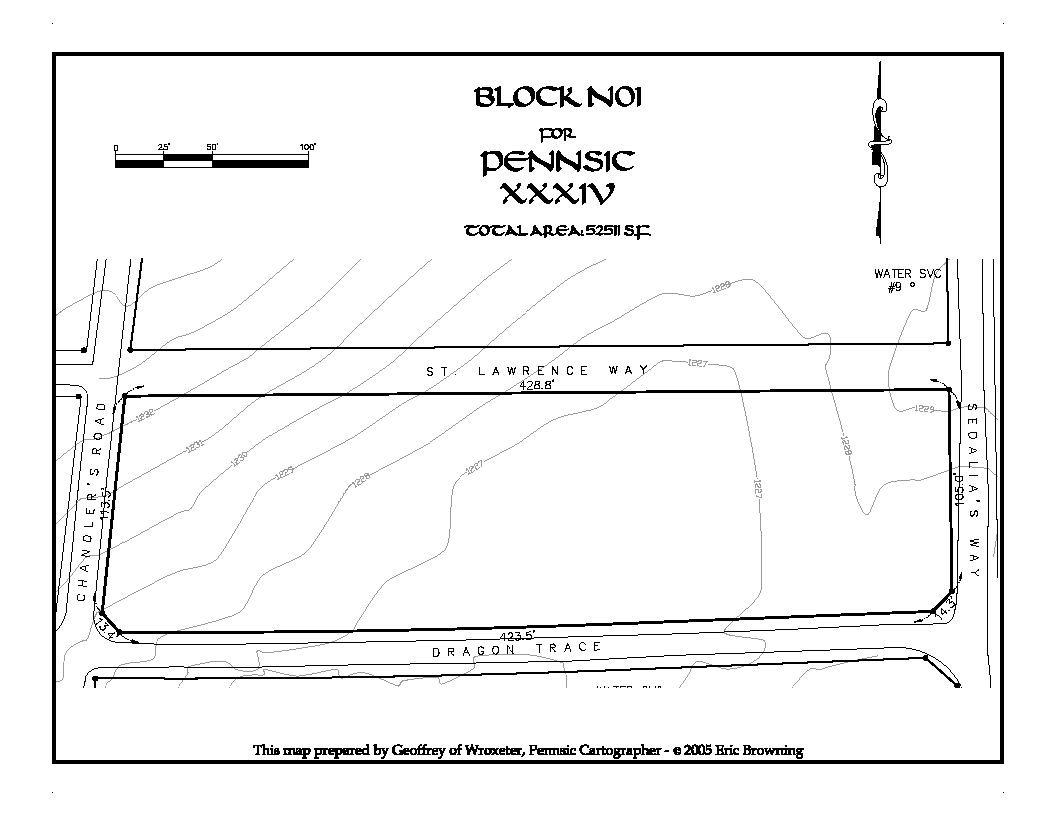 BLOCK N01
FOR
PENNSIC
XXXIV
TOTAL AREA: 52511 S.F.
0 25' 50' 100'
WATER SVC
#9
1229
ST. LAWRENCE WAY
428.8'
1227
1232
1231
1230
1229
1228
1227
1227
1228
1229
CHANDLER'S ROAD
113.5'
SEDALIA'S WAY
105.0'
13.4'
14.3'
423.5'
DRAGON TRACE
This map prepared by Geoffrey of Wroxeter, Pennsic Cartographer - © 2005 Eric Browning